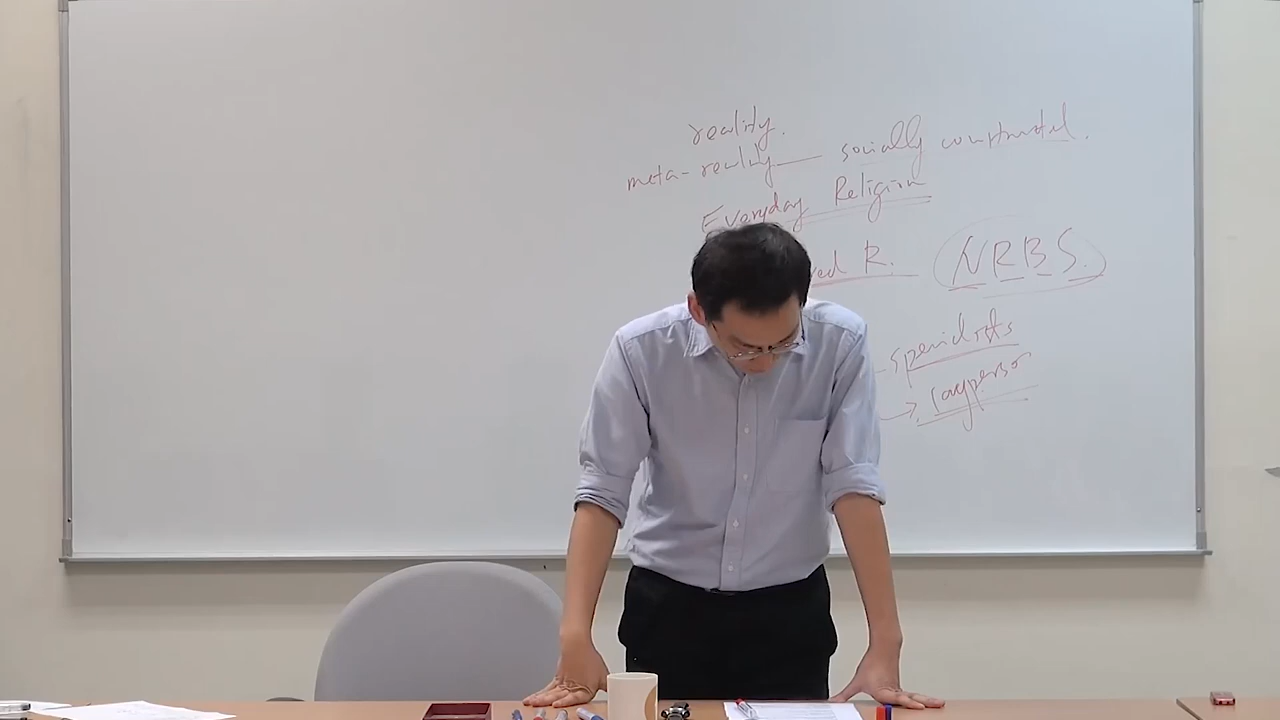 reality.
meta-reality — socially constructed.
Everyday Religion
R. NRBS.
specialists
→ layperson